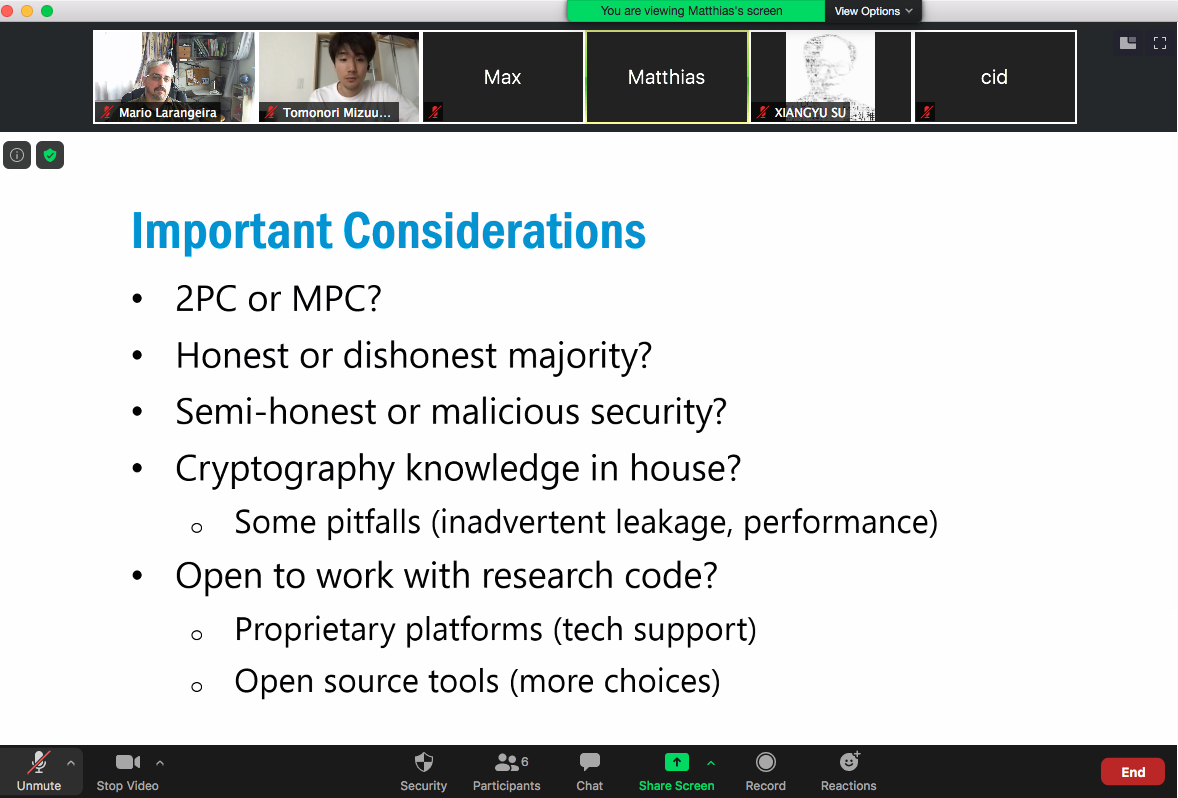 You are viewing Matthias's screen
View Options
Mario Larangeira
Tomonori Mizuu...
Max
Matthias
XIANGYU SU
cid
Important Considerations
• 2PC or MPC?
• Honest or dishonest majority?
• Semi-honest or malicious security?
• Cryptography knowledge in house?
o Some pitfalls (inadvertent leakage, performance)
• Open to work with research code?
o Proprietary platforms (tech support)
o Open source tools (more choices)
Unmute
Stop Video
Security
6
Participants
Chat
Share Screen
Record
Reactions
End